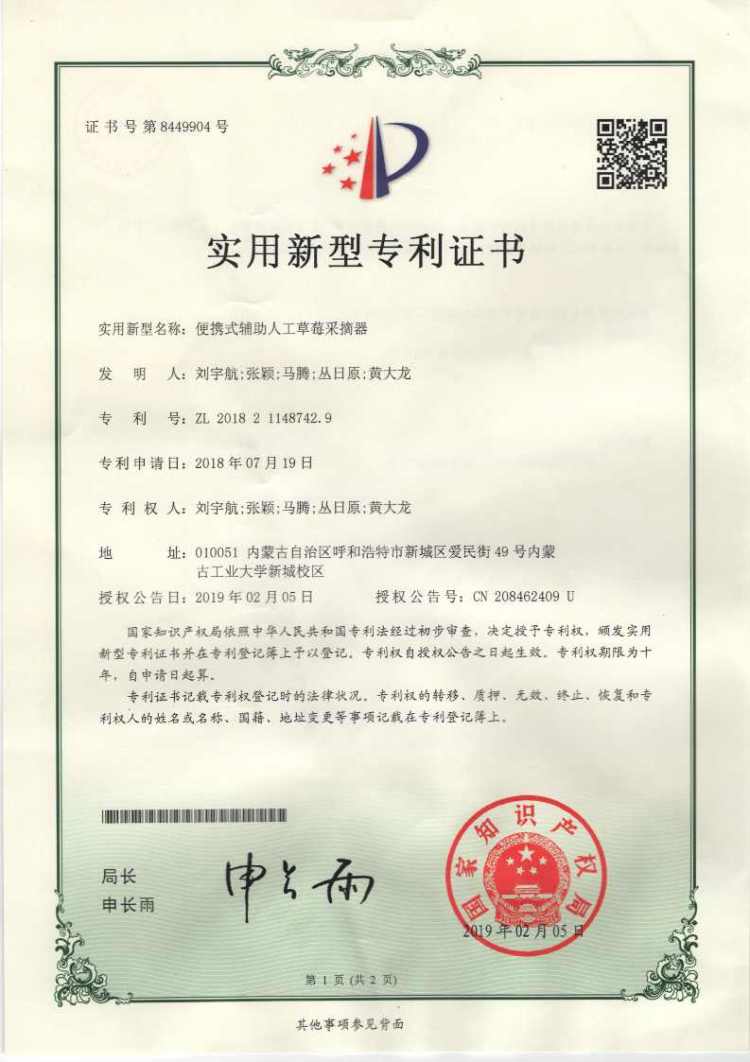 证书号第8449904号
实用新型专利证书
实用新型名称：便携式辅助人工草莓采摘器
发明人：刘宇航;张颖;马腾;丛日原;黄大龙
专利号：ZL 2018 2 1148742.9
专利申请日：2018年07月19日
专利权人：刘宇航;张颖;马腾;丛日原;黄大龙
地址：010051 内蒙古自治区呼和浩特市新城区爱民街49号内蒙
古工业大学新城校区
授权公告日：2019年02月05日 授权公告号：CN 208462409 U
国家知识产权局依照中华人民共和国专利法经过初步审查，决定授予专利权，颁发实用
新型专利证书并在专利登记簿上予以登记。专利权自授权公告之日起生效。专利权期限为十
年，自申请日起算。
专利证书记载专利权登记时的法律状况。专利权的转移、质押、无效、终止、恢复和专
利权人的姓名或名称、国籍、地址变更等事项记载在专利登记簿上。
局长
申长雨
申长雨
国家知识产权局
2019年02月05日
第1页(共2页)
其他事项参见背面